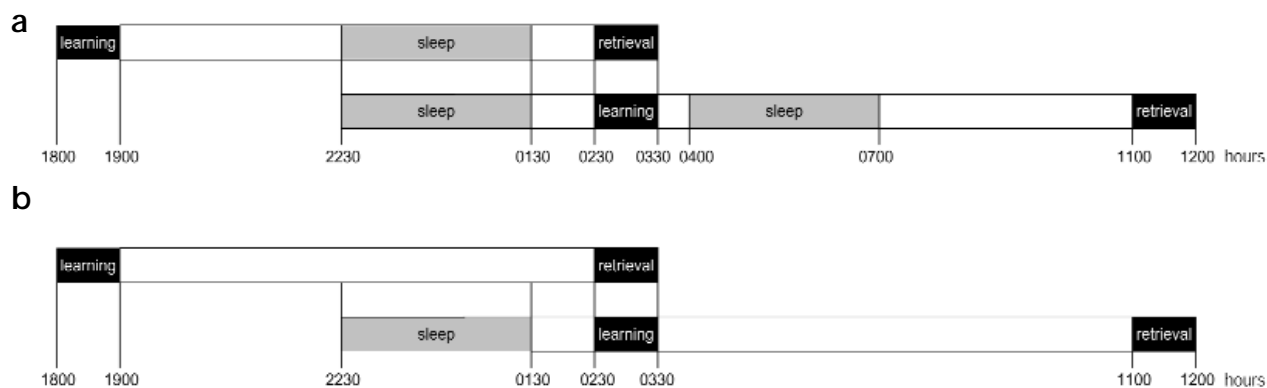 a
learning sleep retrieval
sleep learning sleep retrieval
1800 1900 2230 0130 0230 0330 0400 0700 1100 1200 hours
b
learning retrieval
sleep learning retrieval
1800 1900 2230 0130 0230 0330 1100 1200 hours